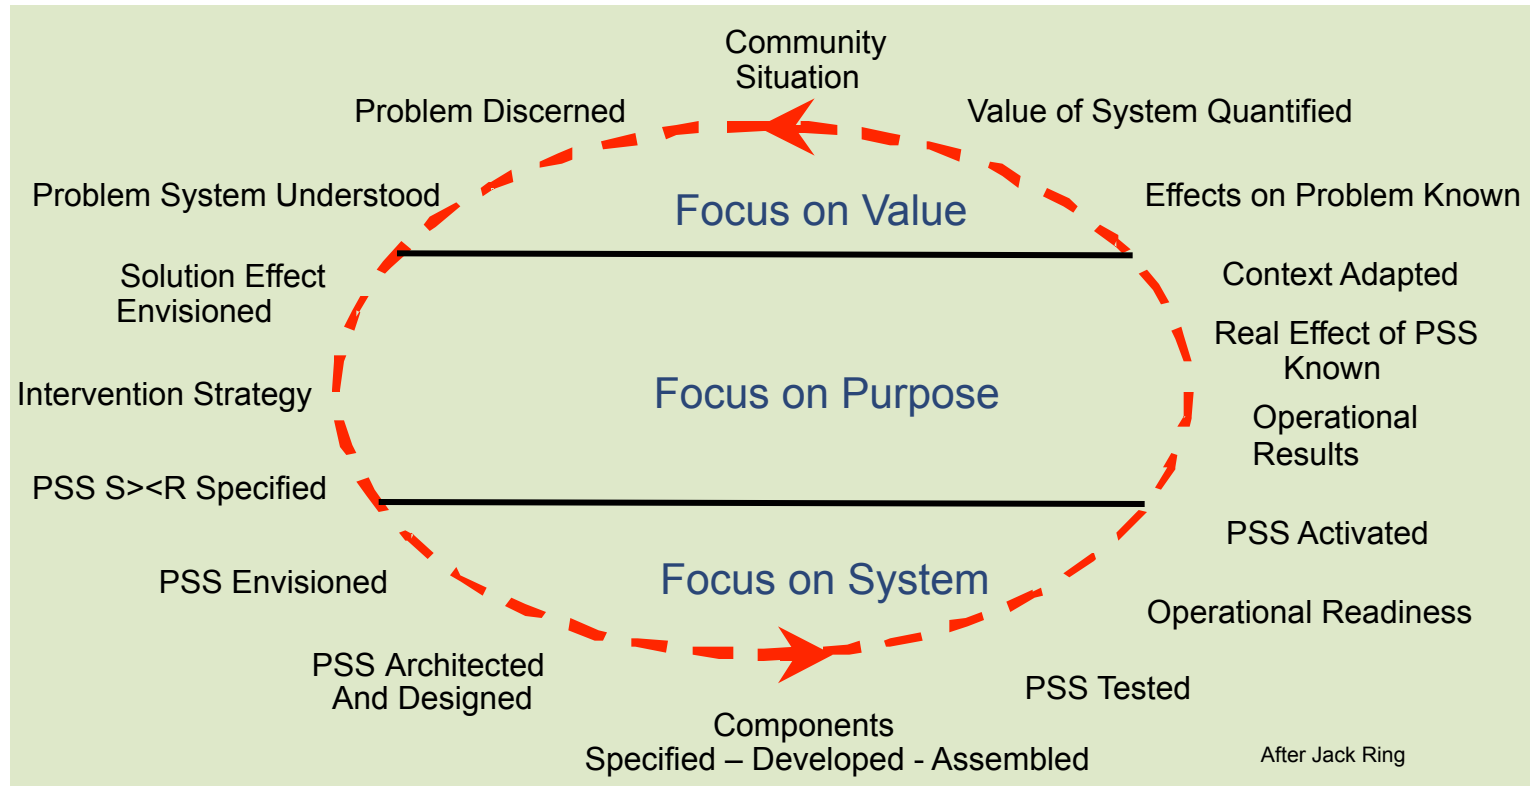 Community
Situation
Problem Discerned
Value of System Quantified
Problem System Understood
Focus on Value
Effects on Problem Known
Solution Effect
Envisioned
Context Adapted
Real Effect of PSS
Known
Intervention Strategy
Focus on Purpose
Operational
Results
PSS S><R Specified
PSS Activated
PSS Envisioned
Focus on System
Operational Readiness
PSS Architected
And Designed
PSS Tested
Components
Specified – Developed - Assembled
After Jack Ring